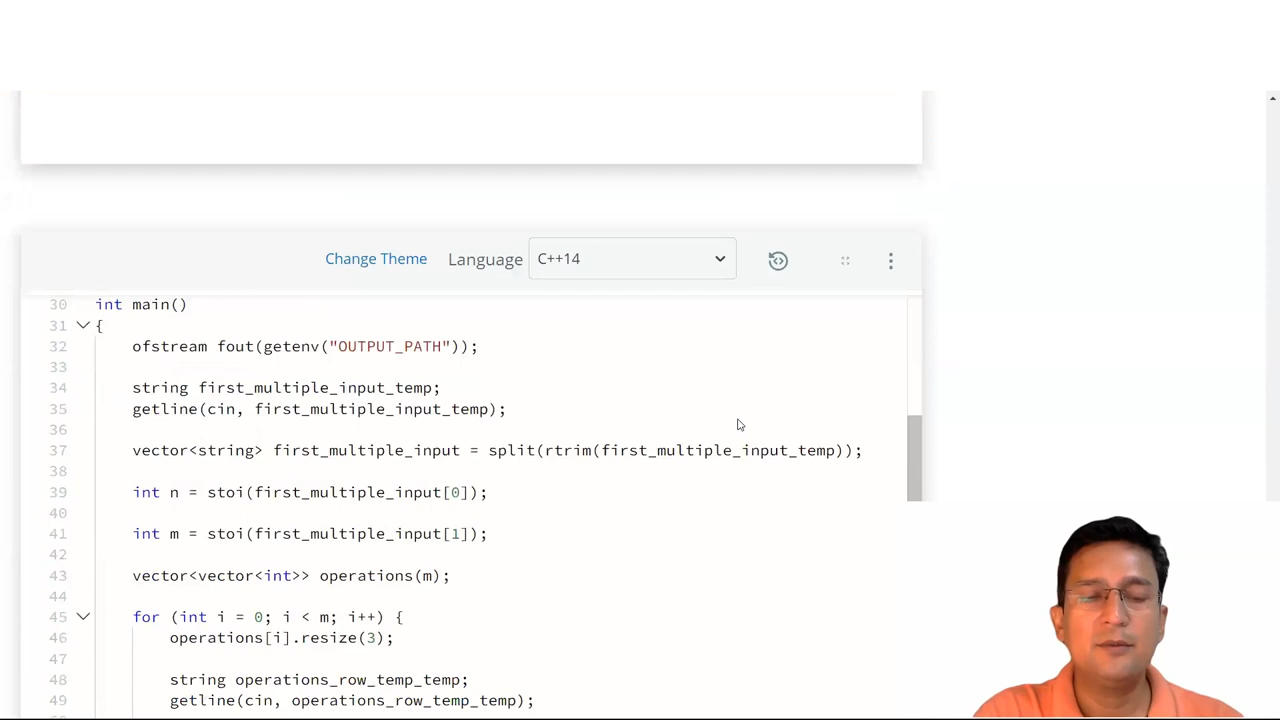 Change Theme Language C++14
30 int main()
31 {
32 ofstream fout(getenv("OUTPUT_PATH"));
33
34 string first_multiple_input_temp;
35 getline(cin, first_multiple_input_temp);
36
37 vector<string> first_multiple_input = split(rtrim(first_multiple_input_temp));
38
39 int n = stoi(first_multiple_input[0]);
40
41 int m = stoi(first_multiple_input[1]);
42
43 vector<vector<int>> operations(m);
44
45 for (int i = 0; i < m; i++) {
46 operations[i].resize(3);
47
48 string operations_row_temp_temp;
49 getline(cin, operations_row_temp_temp);